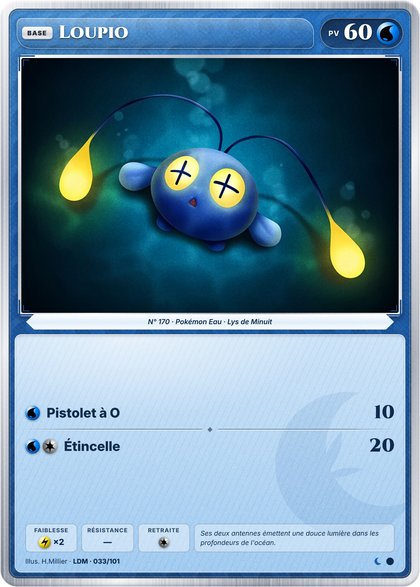 BASE LOUPIO PV 60
N° 170 · Pokémon Eau · Lys de Minuit
Pistolet à O 10
Étincelle 20
FAIBLESSE RÉSISTANCE RETRAITE
×2 —
Ses deux antennes émettent une douce lumière dans les
profondeurs de l'océan.
Illus. H.Millier · LDM · 033/101